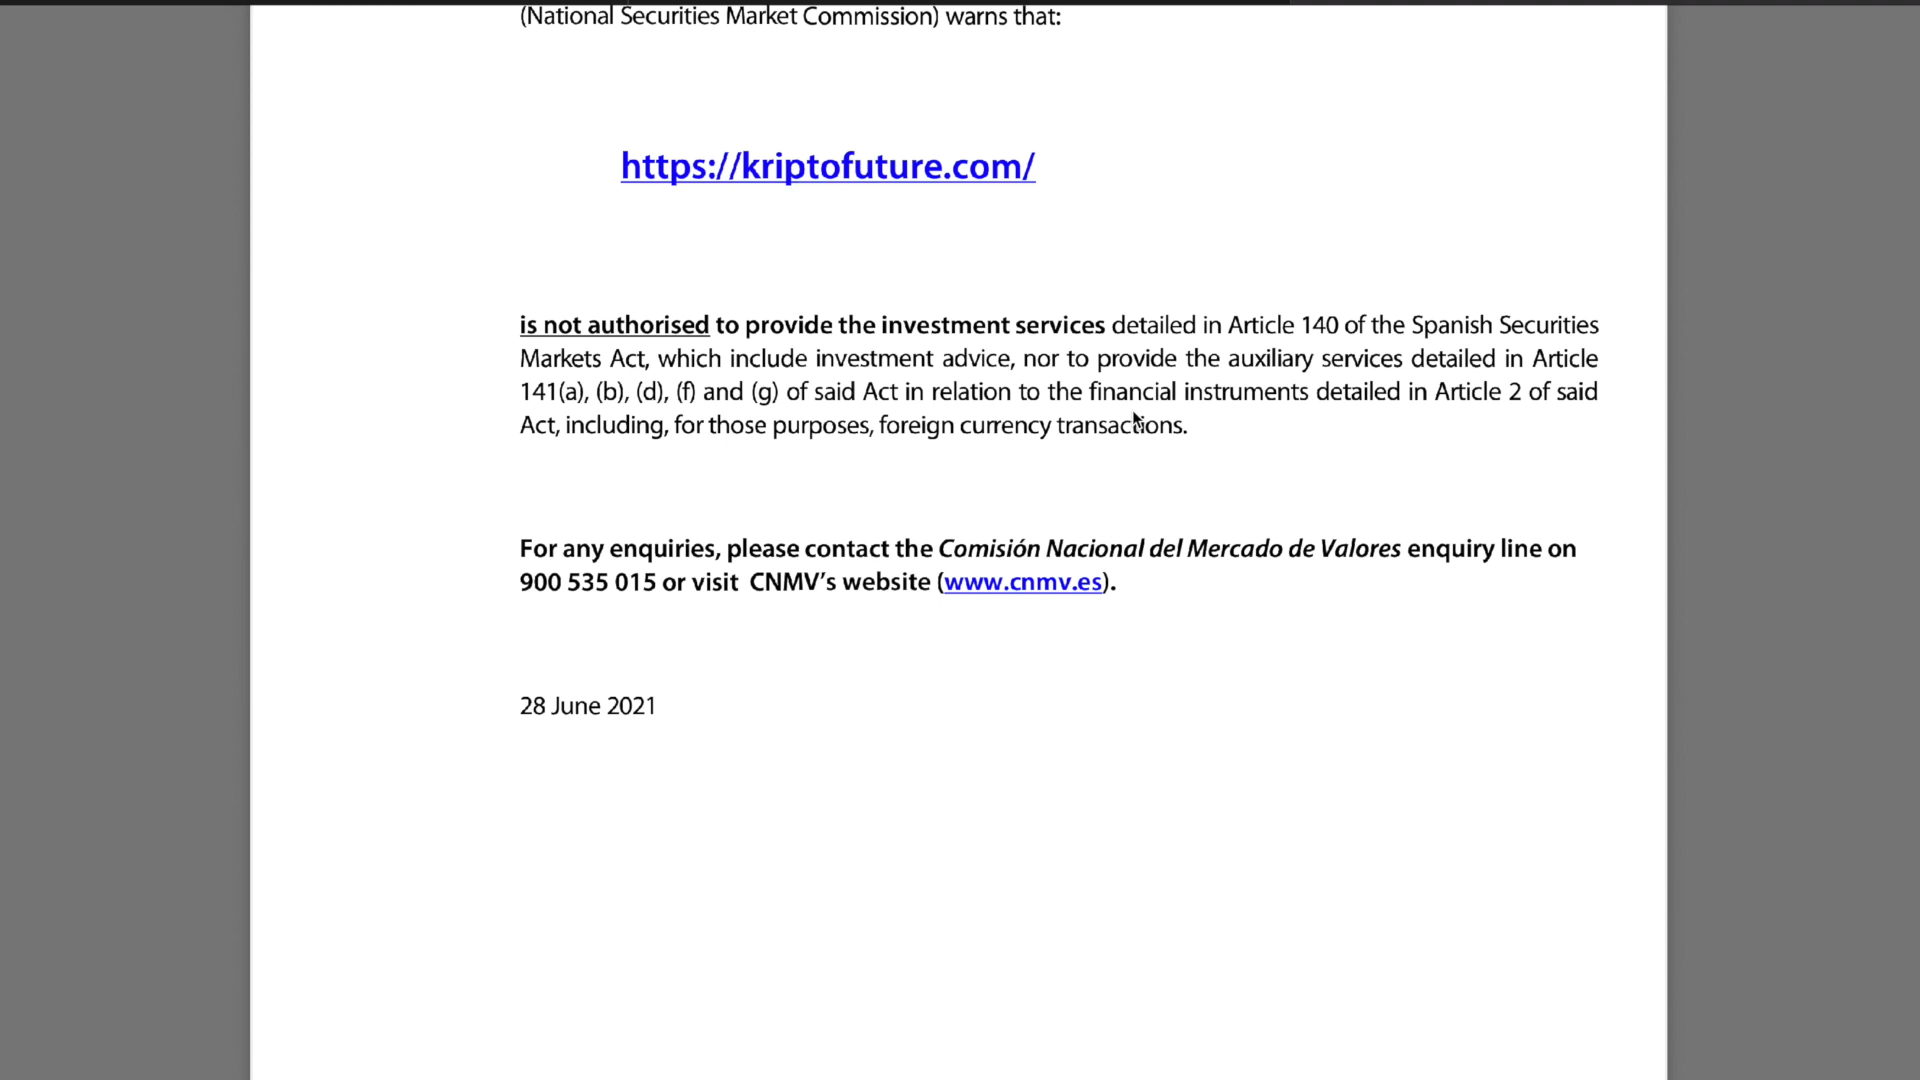 (National Securities Market Commission) warns that:
https://kriptofuture.com/
is not authorised to provide the investment services detailed in Article 140 of the Spanish Securities
Markets Act, which include investment advice, nor to provide the auxiliary services detailed in Article
141(a), (b), (d), (f) and (g) of said Act in relation to the financial instruments detailed in Article 2 of said
Act, including, for those purposes, foreign currency transactions.
For any enquiries, please contact the Comisión Nacional del Mercado de Valores enquiry line on
900 535 015 or visit CNMV’s website (www.cnmv.es).
28 June 2021